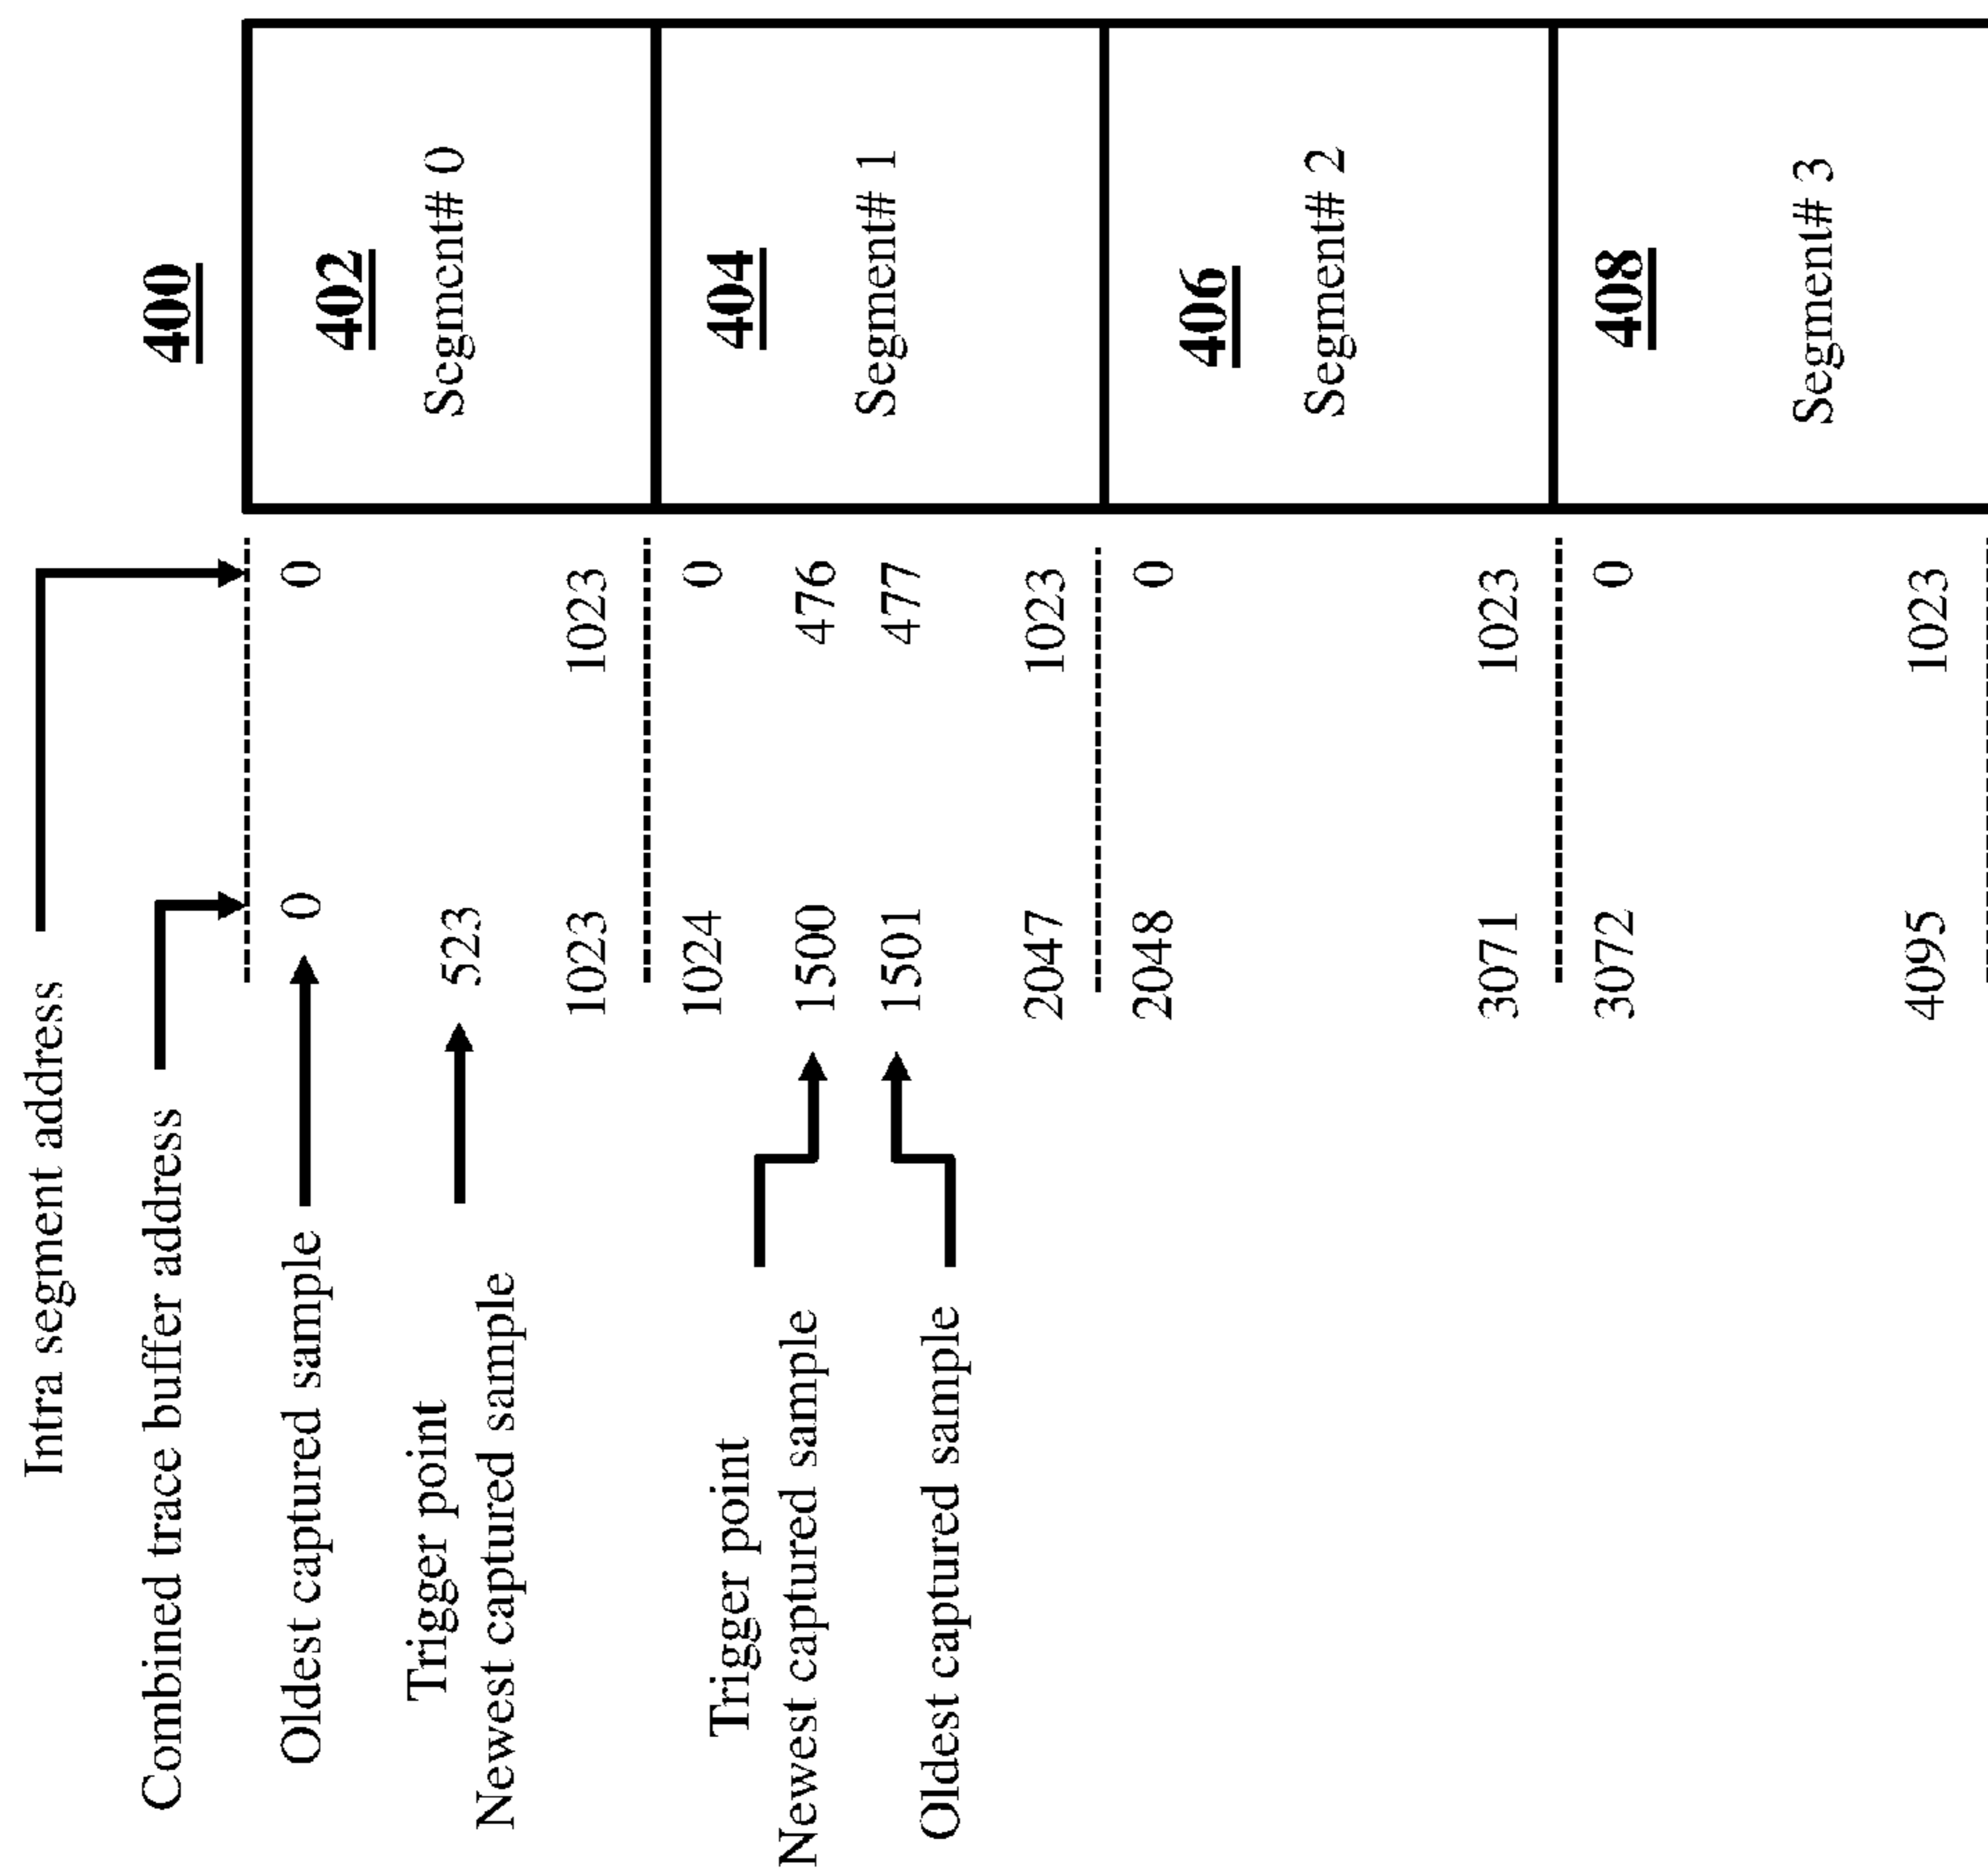 Intra segment address
400
Combined trace buffer address
Oldest captured sample
0
0
402
Trigger point
Newest captured sample
523
Segment# 0
1023
1023
1024
0
404
Trigger point
Newest captured sample
1500
476
Segment# 1
Oldest captured sample
1501
477
2047
1023
2048
0
406
Segment# 2
3071
1023
3072
0
408
Segment# 3
4095
1023